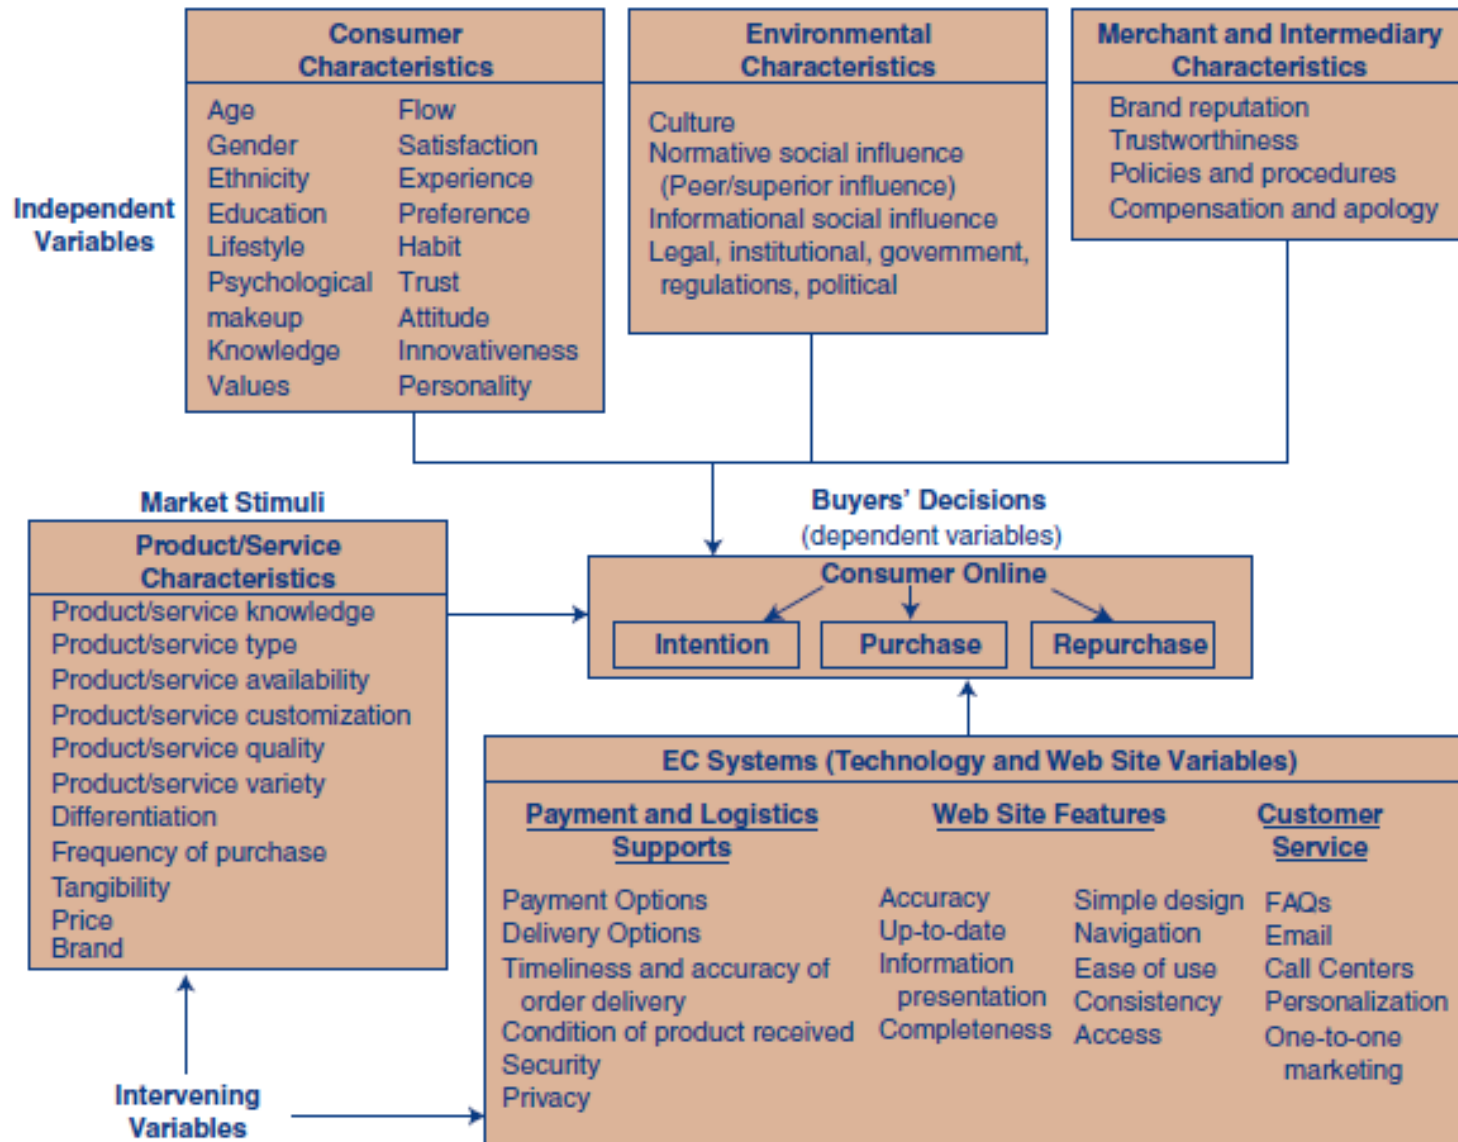 Consumer
Characteristics
Age
Gender
Ethnicity
Education
Lifestyle
Psychological
makeup
Knowledge
Values
Flow
Satisfaction
Experience
Preference
Habit
Trust
Attitude
Innovativeness
Personality
Environmental
Characteristics
Culture
Normative social influence
(Peer/superior influence)
Informational social influence
Legal, institutional, government,
regulations, political
Merchant and Intermediary
Characteristics
Brand reputation
Trustworthiness
Policies and procedures
Compensation and apology
Independent
Variables
Market Stimuli
Product/Service
Characteristics
Product/service knowledge
Product/service type
Product/service availability
Product/service customization
Product/service quality
Product/service variety
Differentiation
Frequency of purchase
Tangibility
Price
Brand
Buyers’ Decisions
(dependent variables)
Consumer Online
Intention
Purchase
Repurchase
EC Systems (Technology and Web Site Variables)
Payment and Logistics
Supports
Payment Options
Delivery Options
Timeliness and accuracy of
order delivery
Condition of product received
Security
Privacy
Web Site Features
Accuracy
Up-to-date
Information
presentation
Completeness
Simple design
Navigation
Ease of use
Consistency
Access
Customer
Service
FAQs
Email
Call Centers
Personalization
One-to-one
marketing
Intervening
Variables